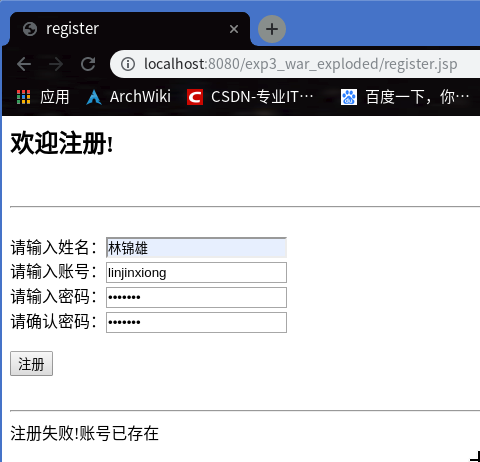 register
localhost:8080/exp3_war_exploded/register.jsp
应用 ArchWiki CSDN-专业IT… 百度一下，你…
欢迎注册!
请输入姓名：林锦雄
请输入账号：linjinxiong
请输入密码：•••••••
请确认密码：•••••••
注册
注册失败!账号已存在